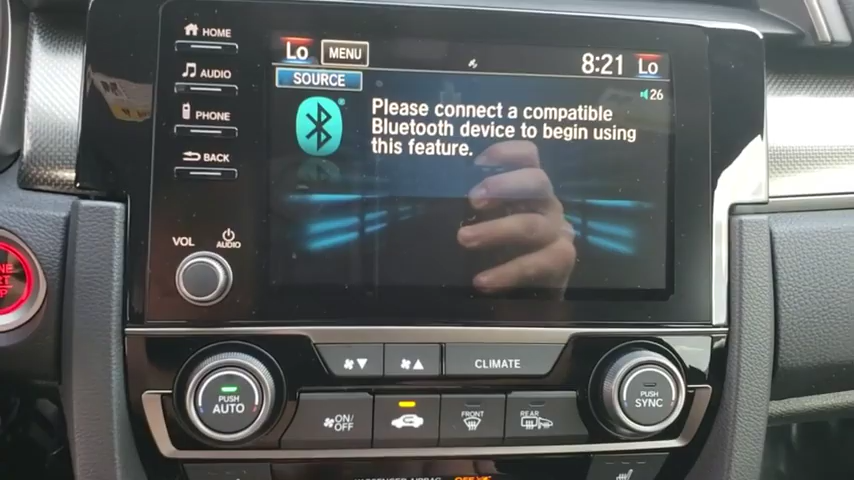 HOME
Lo MENU 8:21 Lo
AUDIO
SOURCE
26
PHONE
Please connect a compatible
Bluetooth device to begin using
this feature.
BACK
VOL AUDIO
CLIMATE
PUSH
AUTO
ON/
OFF
FRONT
REAR
PUSH
SYNC
OFF